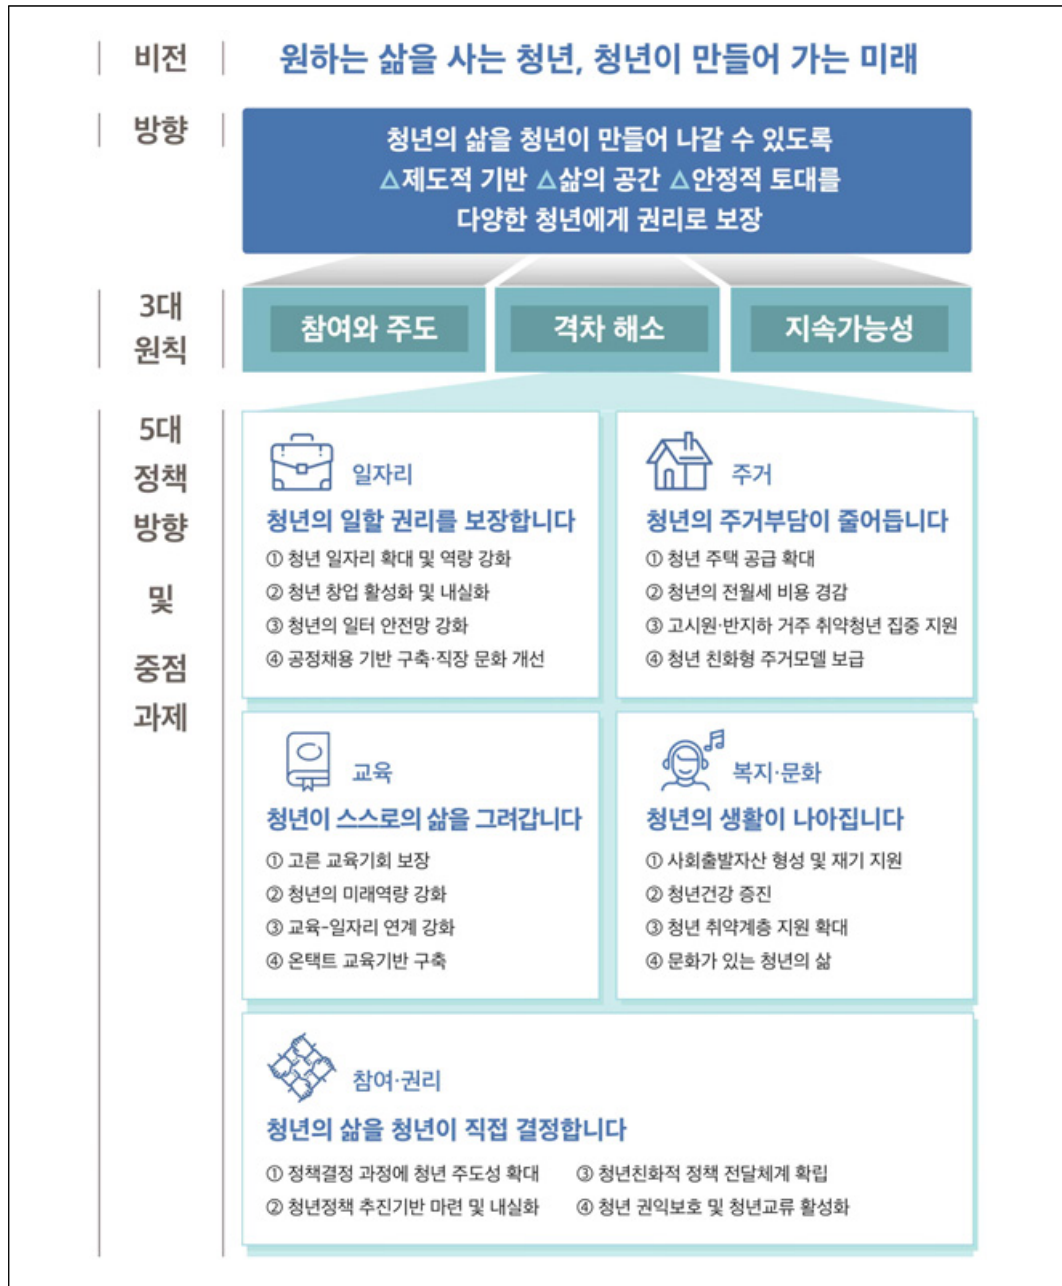 비전
원하는 삶을 사는 청년, 청년이 만들어 가는 미래
방향
청년의 삶을 청년이 만들어 나갈 수 있도록
△제도적 기반 △삶의 공간 △안정적 토대를
다양한 청년에게 권리로 보장
3대
원칙
참여와 주도
격차 해소
지속가능성
5대
정책
방향
및
중점
과제
일자리
청년의 일할 권리를 보장합니다
① 청년 일자리 확대 및 역량 강화
② 청년 창업 활성화 및 내실화
③ 청년의 일터 안전망 강화
④ 공정채용 기반 구축·직장 문화 개선
주거
청년의 주거부담이 줄어듭니다
① 청년 주택 공급 확대
② 청년의 전월세 비용 경감
③ 고시원·반지하 거주 취약청년 집중 지원
④ 청년 친화형 주거모델 보급
교육
청년이 스스로의 삶을 그려갑니다
① 고른 교육기회 보장
② 청년의 미래역량 강화
③ 교육-일자리 연계 강화
④ 온택트 교육기반 구축
복지·문화
청년의 생활이 나아집니다
① 사회출발자산 형성 및 재기 지원
② 청년건강 증진
③ 청년 취약계층 지원 확대
④ 문화가 있는 청년의 삶
참여·권리
청년의 삶을 청년이 직접 결정합니다
① 정책결정 과정에 청년 주도성 확대
② 청년정책 추진기반 마련 및 내실화
③ 청년친화적 정책 전달체계 확립
④ 청년 권익보호 및 청년교류 활성화